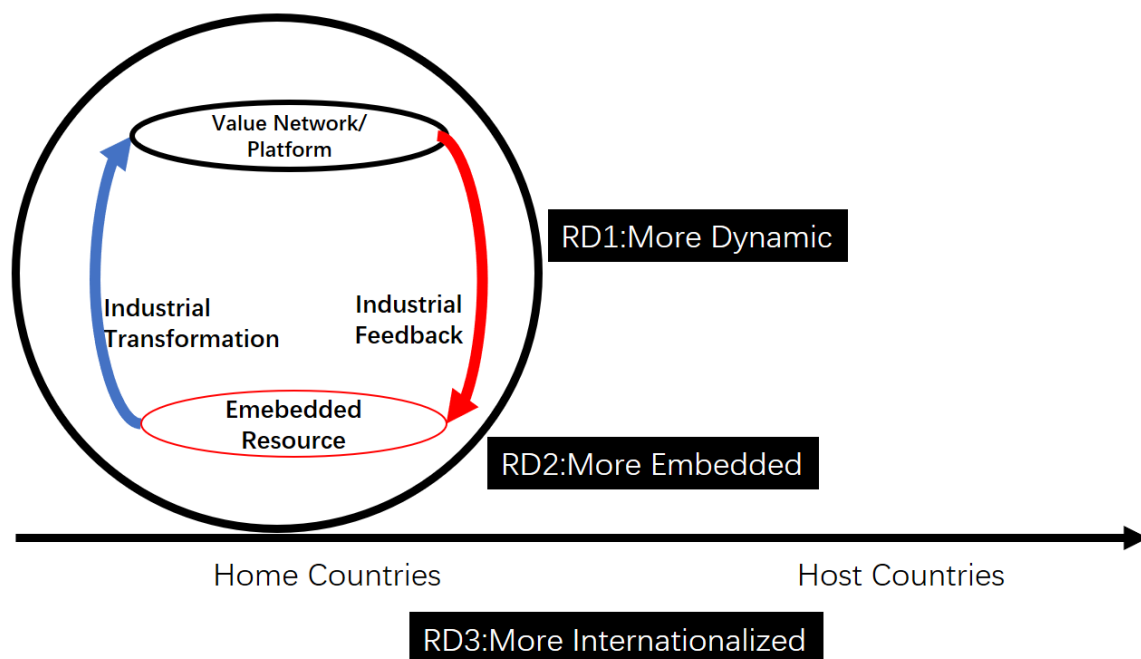 Value Network/
Platform
RD1:More Dynamic
Industrial
Transformation
Industrial
Feedback
Emebedded
Resource
RD2:More Embedded
Home Countries
Host Countries
RD3:More Internationalized